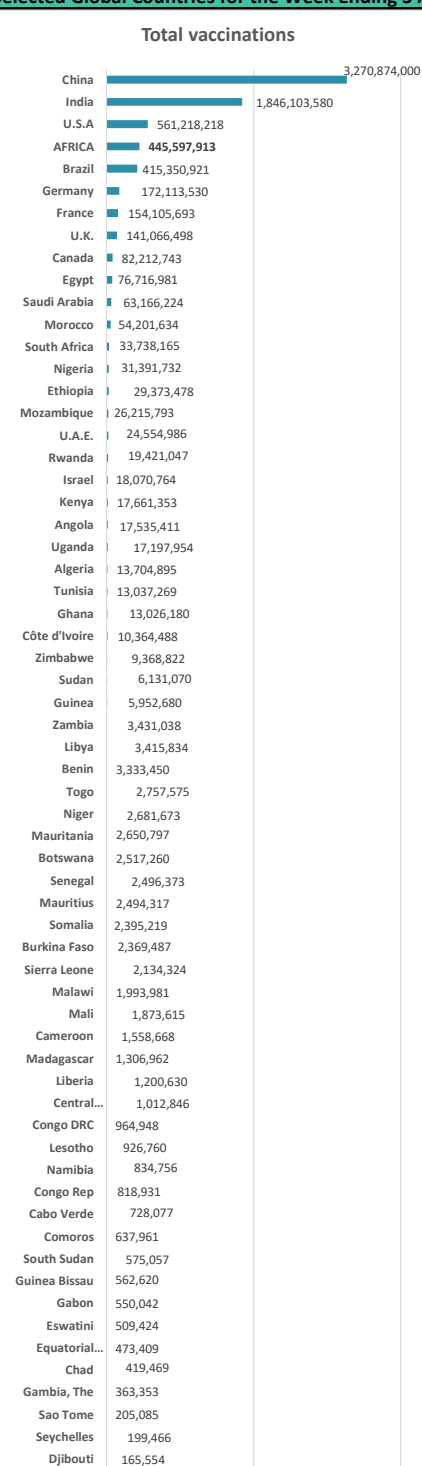 Selected Global Countries for the Week Ending
Total vaccinations
China 3,270,874,000
India 1,846,103,580
U.S.A 561,218,218
AFRICA 445,597,913
Brazil 415,350,921
Germany 172,113,530
France 154,105,693
U.K. 141,066,498
Canada 82,212,743
Egypt 76,716,981
Saudi Arabia 63,166,224
Morocco 54,201,634
South Africa 33,738,165
Nigeria 31,391,732
Ethiopia 29,373,478
Mozambique 26,215,793
U.A.E. 24,554,986
Rwanda 19,421,047
Israel 18,070,764
Kenya 17,661,353
Angola 17,535,411
Uganda 17,197,954
Algeria 13,704,895
Tunisia 13,037,269
Ghana 13,026,180
Côte d'Ivoire 10,364,488
Zimbabwe 9,368,822
Sudan 6,131,070
Guinea 5,952,680
Zambia 3,431,038
Libya 3,415,834
Benin 3,333,450
Togo 2,757,575
Niger 2,681,673
Mauritania 2,650,797
Botswana 2,517,260
Senegal 2,496,373
Mauritius 2,494,317
Somalia 2,395,219
Burkina Faso 2,369,487
Sierra Leone 2,134,324
Malawi 1,993,981
Mali 1,873,615
Cameroon 1,558,668
Madagascar 1,306,962
Liberia 1,200,630
Central... 1,012,846
Congo DRC 964,948
Lesotho 926,760
Namibia 834,756
Congo Rep 818,931
Cabo Verde 728,077
Comoros 637,961
South Sudan 575,057
Guinea Bissau 562,620
Gabon 550,042
Eswatini 509,424
Equatorial... 473,409
Chad 419,469
Gambia, The 363,353
Sao Tome 205,085
Seychelles 199,466
Djibouti 165,554